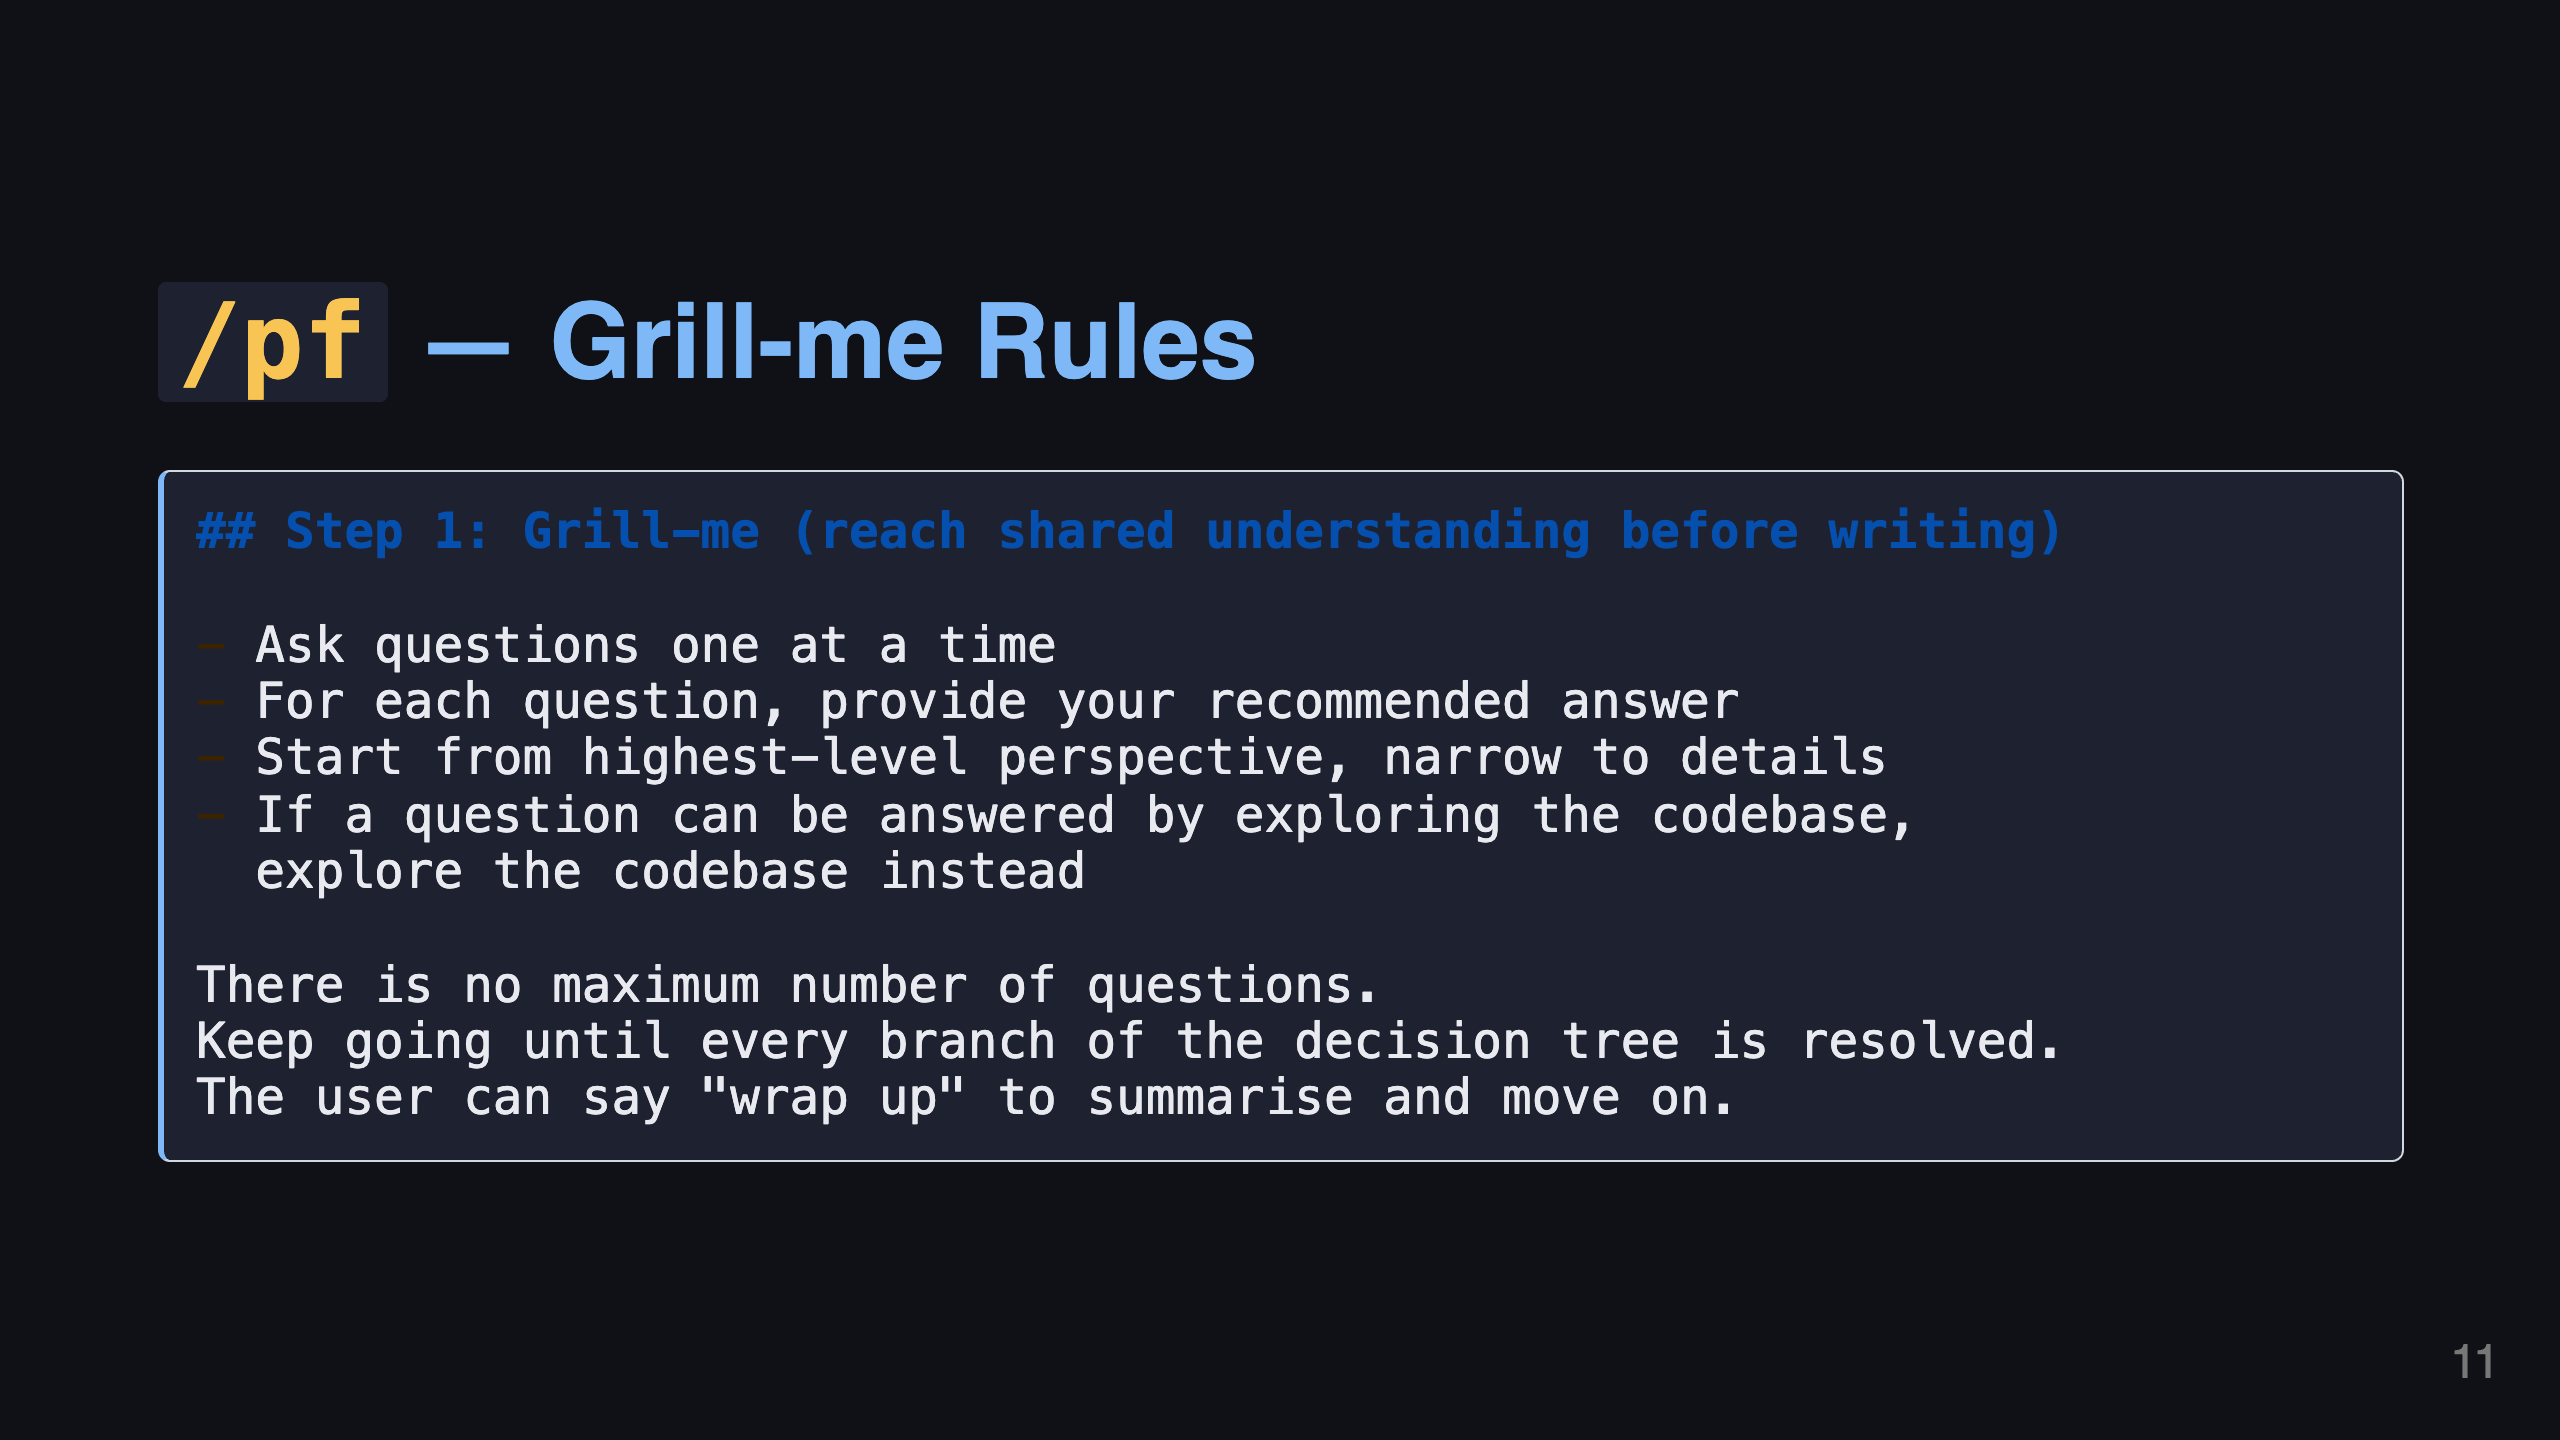 /pf — Grill-me Rules
## Step 1: Grill-me (reach shared understanding before writing)
- Ask questions one at a time
- For each question, provide your recommended answer
- Start from highest-level perspective, narrow to details
- If a question can be answered by exploring the codebase,
explore the codebase instead
There is no maximum number of questions.
Keep going until every branch of the decision tree is resolved.
The user can say "wrap up" to summarise and move on.
11